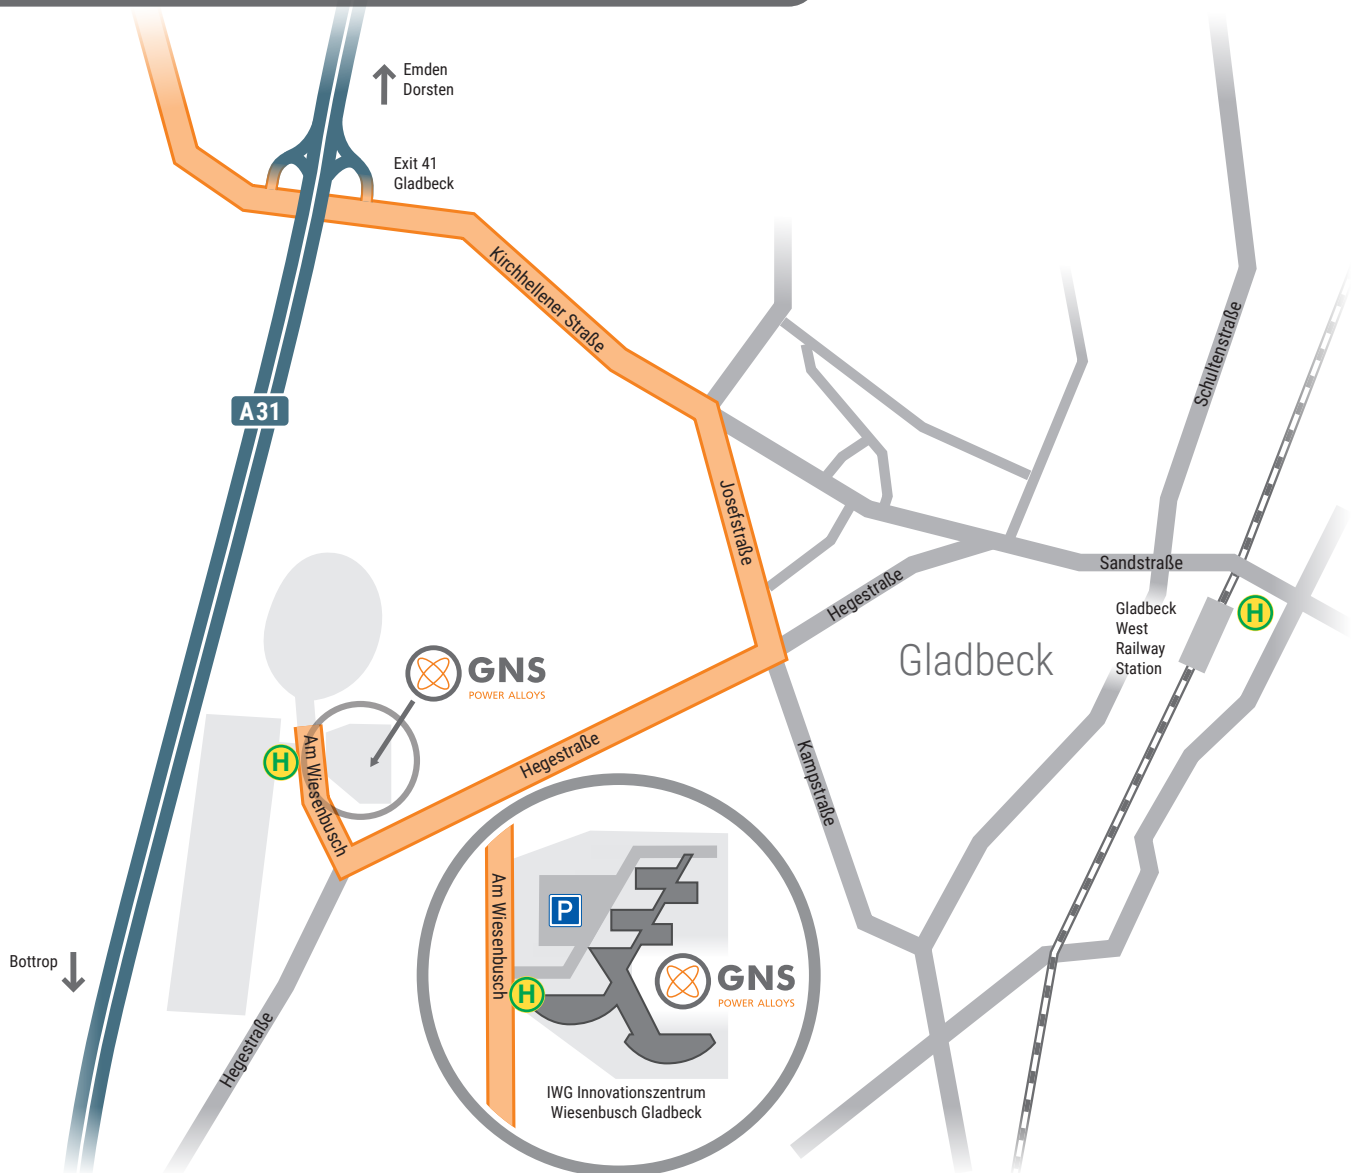 Emden
Dorsten
Exit 41
Gladbeck
Kirchhellener Straße
Schultenstraße
A31
Josefstraße
Sandstraße
Hegestraße
Gladbeck
West
Railway
Station
H
Gladbeck
GNS
POWER ALLOYS
H
Am Wiesenbusch
Hegestraße
Kampstraße
Am Wiesenbusch
P
Bottrop
H
GNS
POWER ALLOYS
Hegestraße
IWG Innovationszentrum
Wiesenbusch Gladbeck